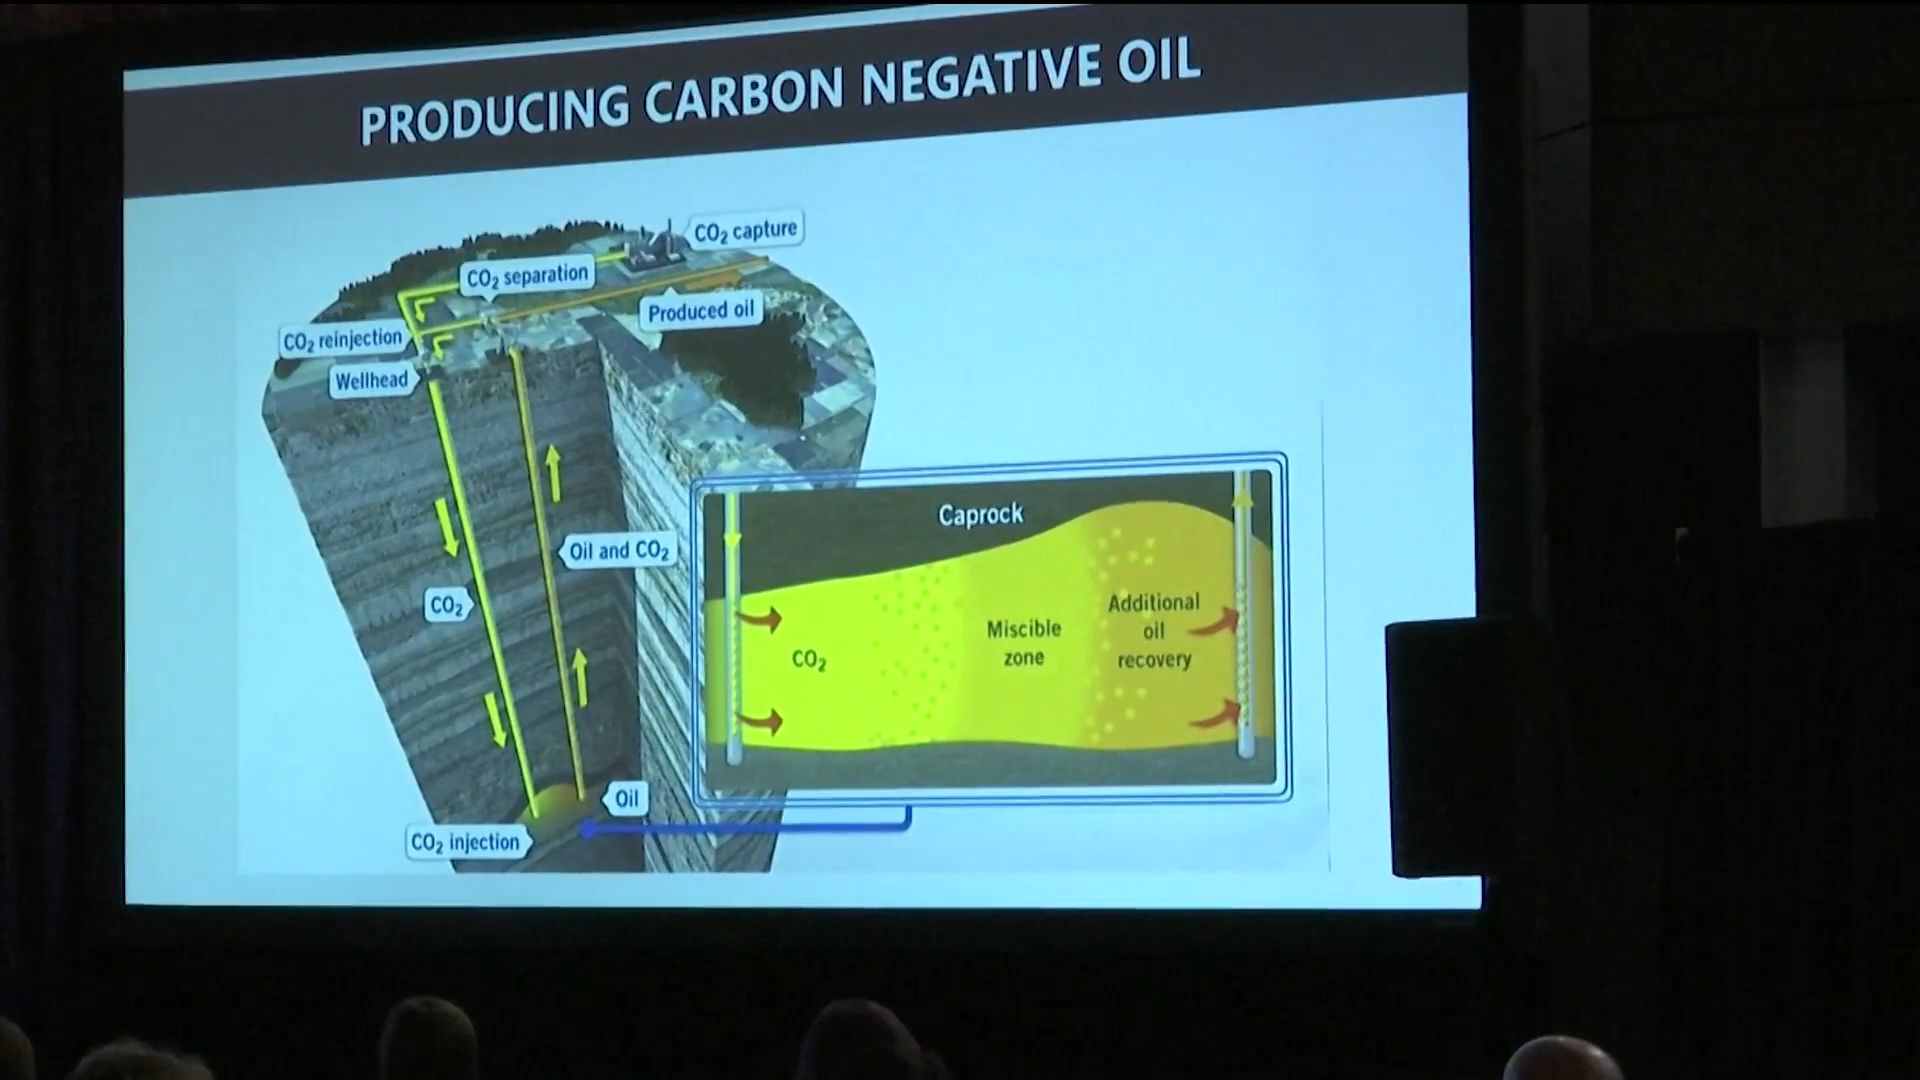 PRODUCING CARBON NEGATIVE OIL
CO₂ capture
CO₂ separation
Produced oil
CO₂ reinjection
Wellhead
Oil and CO₂
CO₂
Oil
CO₂ injection
Caprock
CO₂
Miscible
zone
Additional
oil
recovery